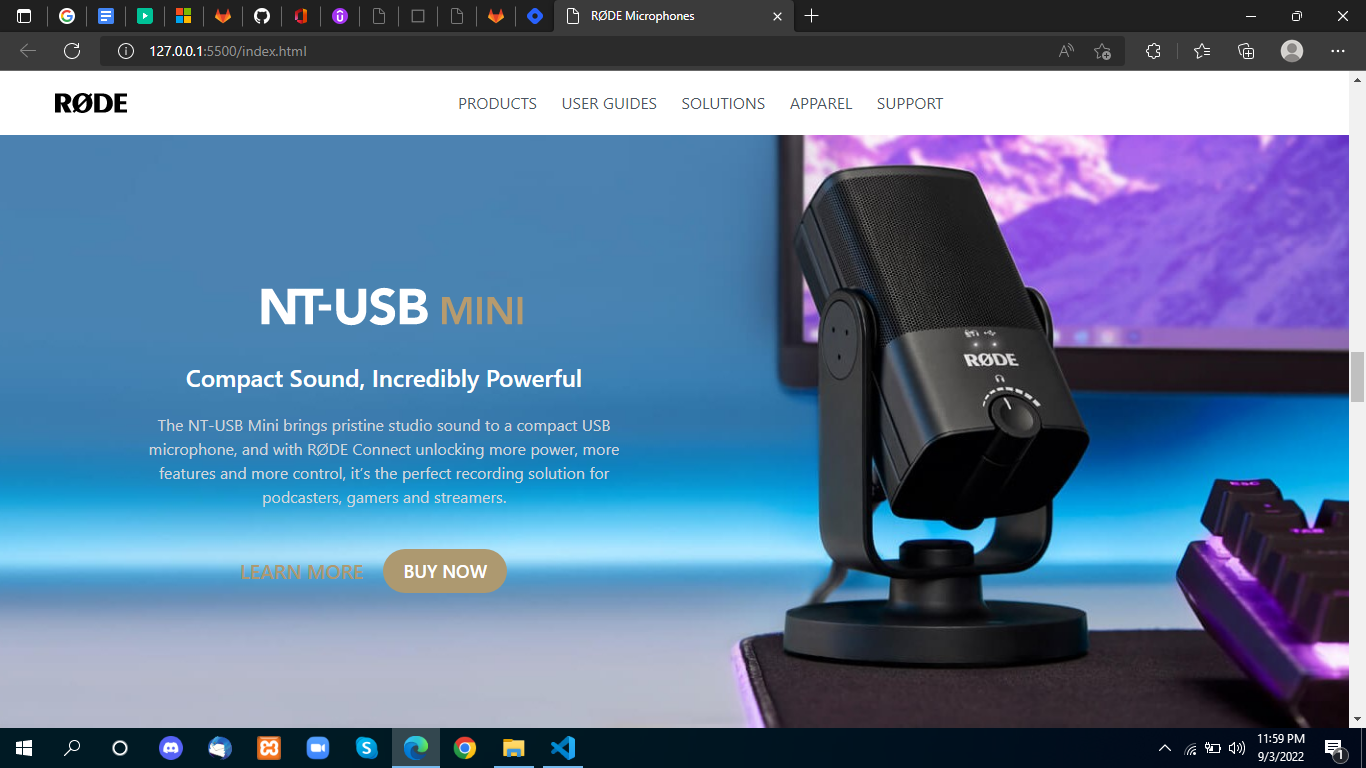 RØDE Microphones
127.0.0.1:5500/index.html
RØDE
PRODUCTS USER GUIDES SOLUTIONS APPAREL SUPPORT
NT-USB MINI
Compact Sound, Incredibly Powerful
The NT-USB Mini brings pristine studio sound to a compact USB
microphone, and with RØDE Connect unlocking more power, more
features and more control, it's the perfect recording solution for
podcasters, gamers and streamers.
LEARN MORE BUY NOW
RØDE
ESC
11:59 PM
9/3/2022
1